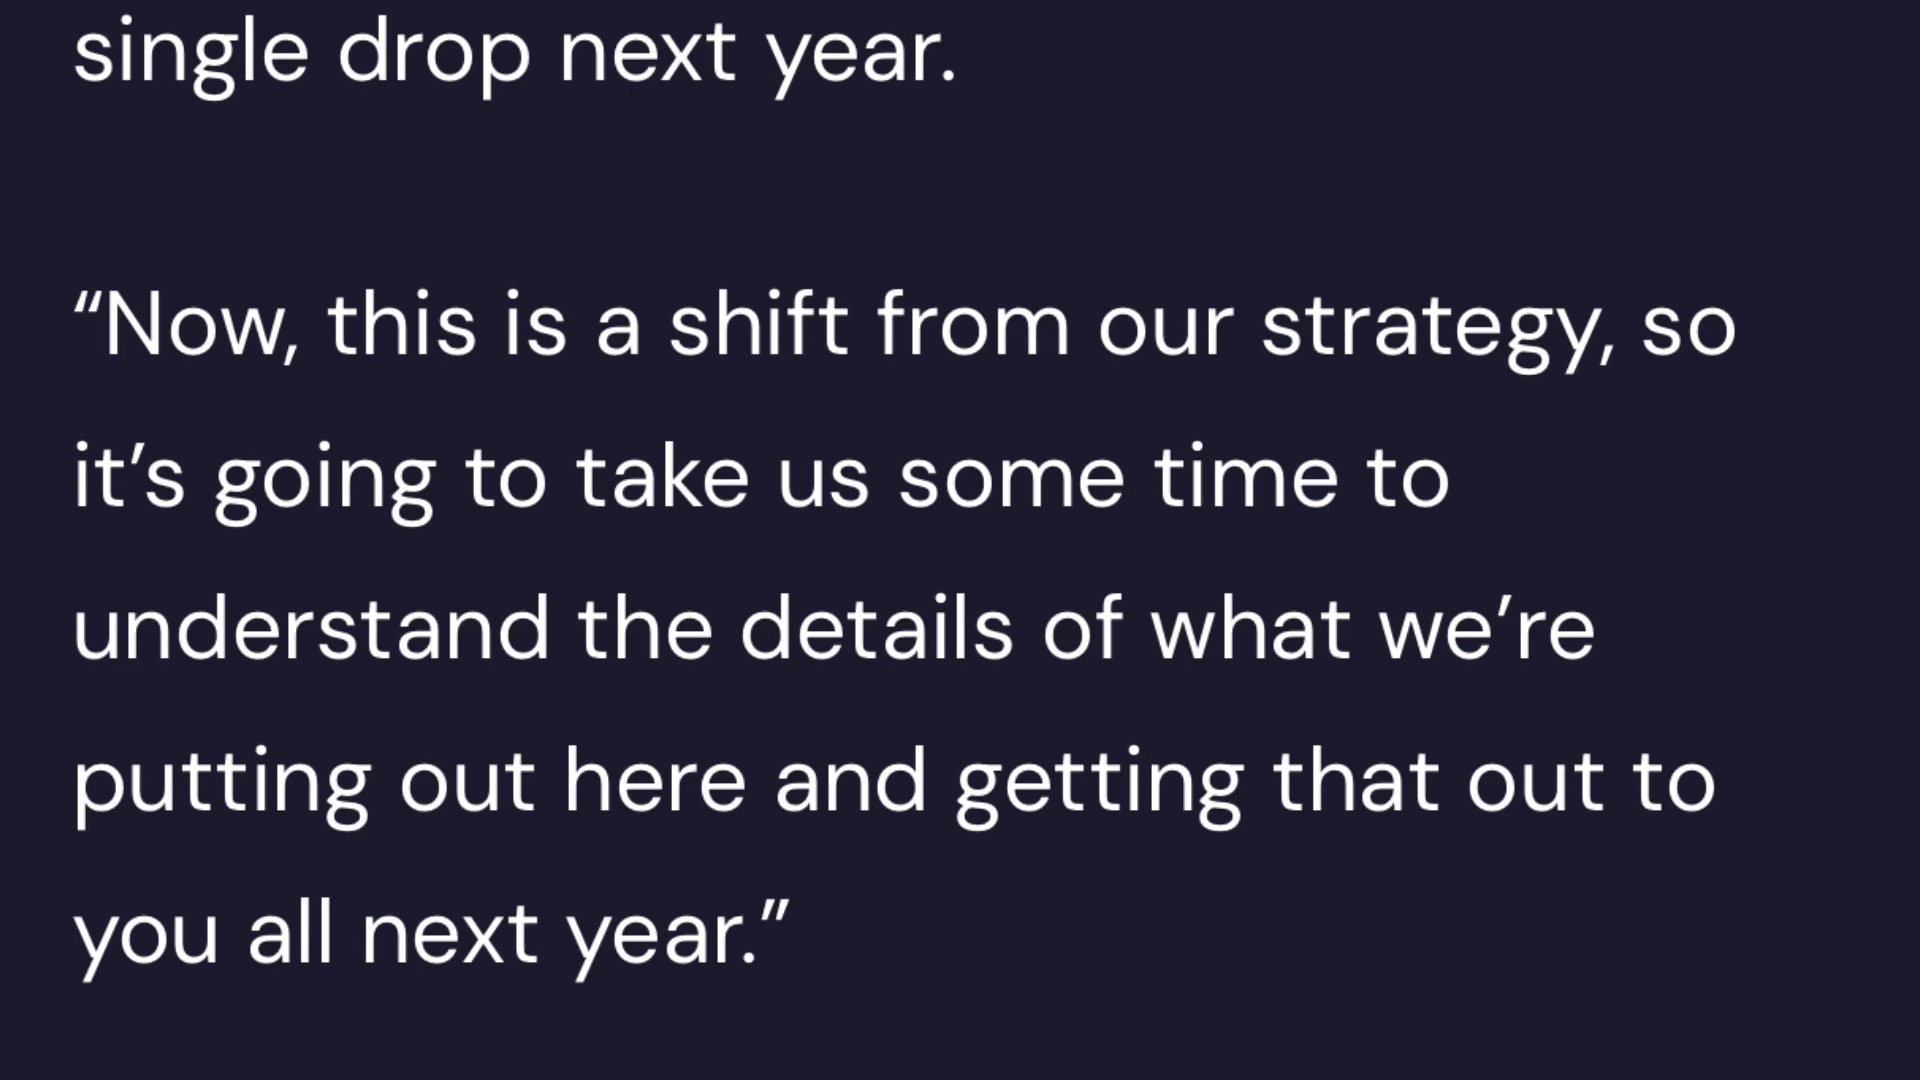 single drop next year.
“Now, this is a shift from our strategy, so
it’s going to take us some time to
understand the details of what we’re
putting out here and getting that out to
you all next year.”